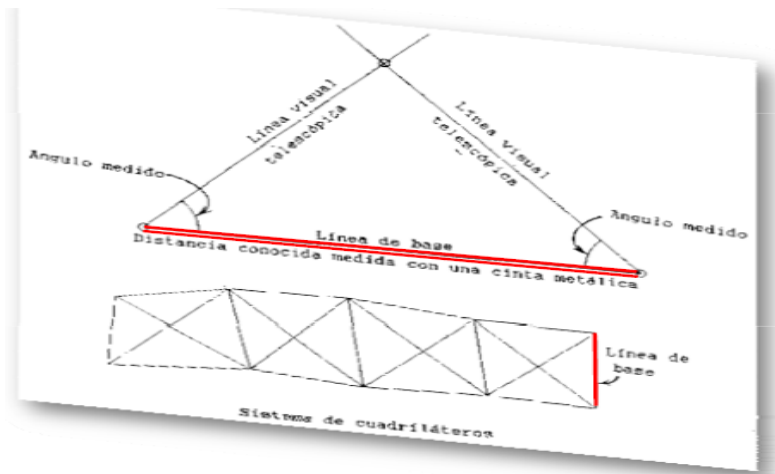 Línea visual
telescópica
Línea visual
telescópica
Angulo medido
Angulo medido
Línea de base
Distancia conocida medida con una cinta metálica
Línea de
base
Sistema de cuadriláteros